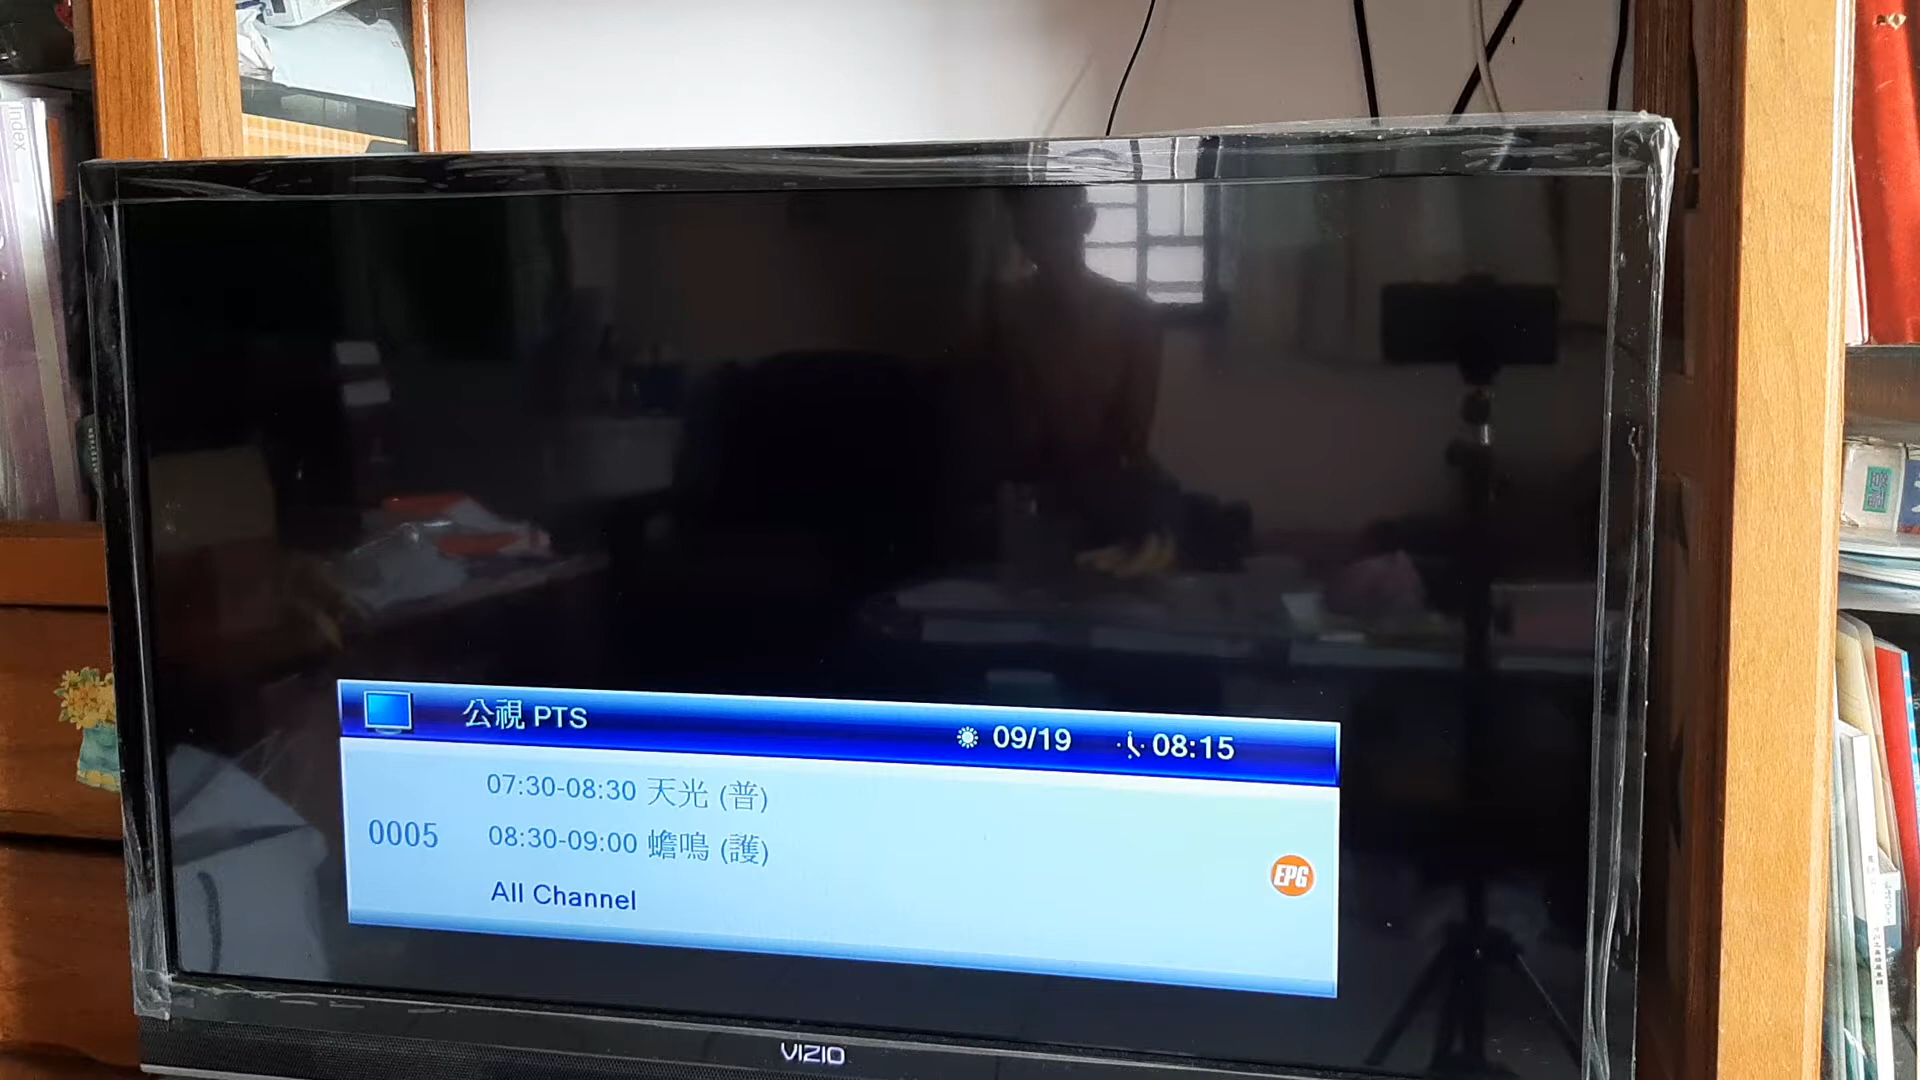 Index
公視 PTS
09/19
08:15
07:30-08:30 天光 (普)
0005
08:30-09:00 蟾鳴 (護)
All Channel
EPG
VIZIO